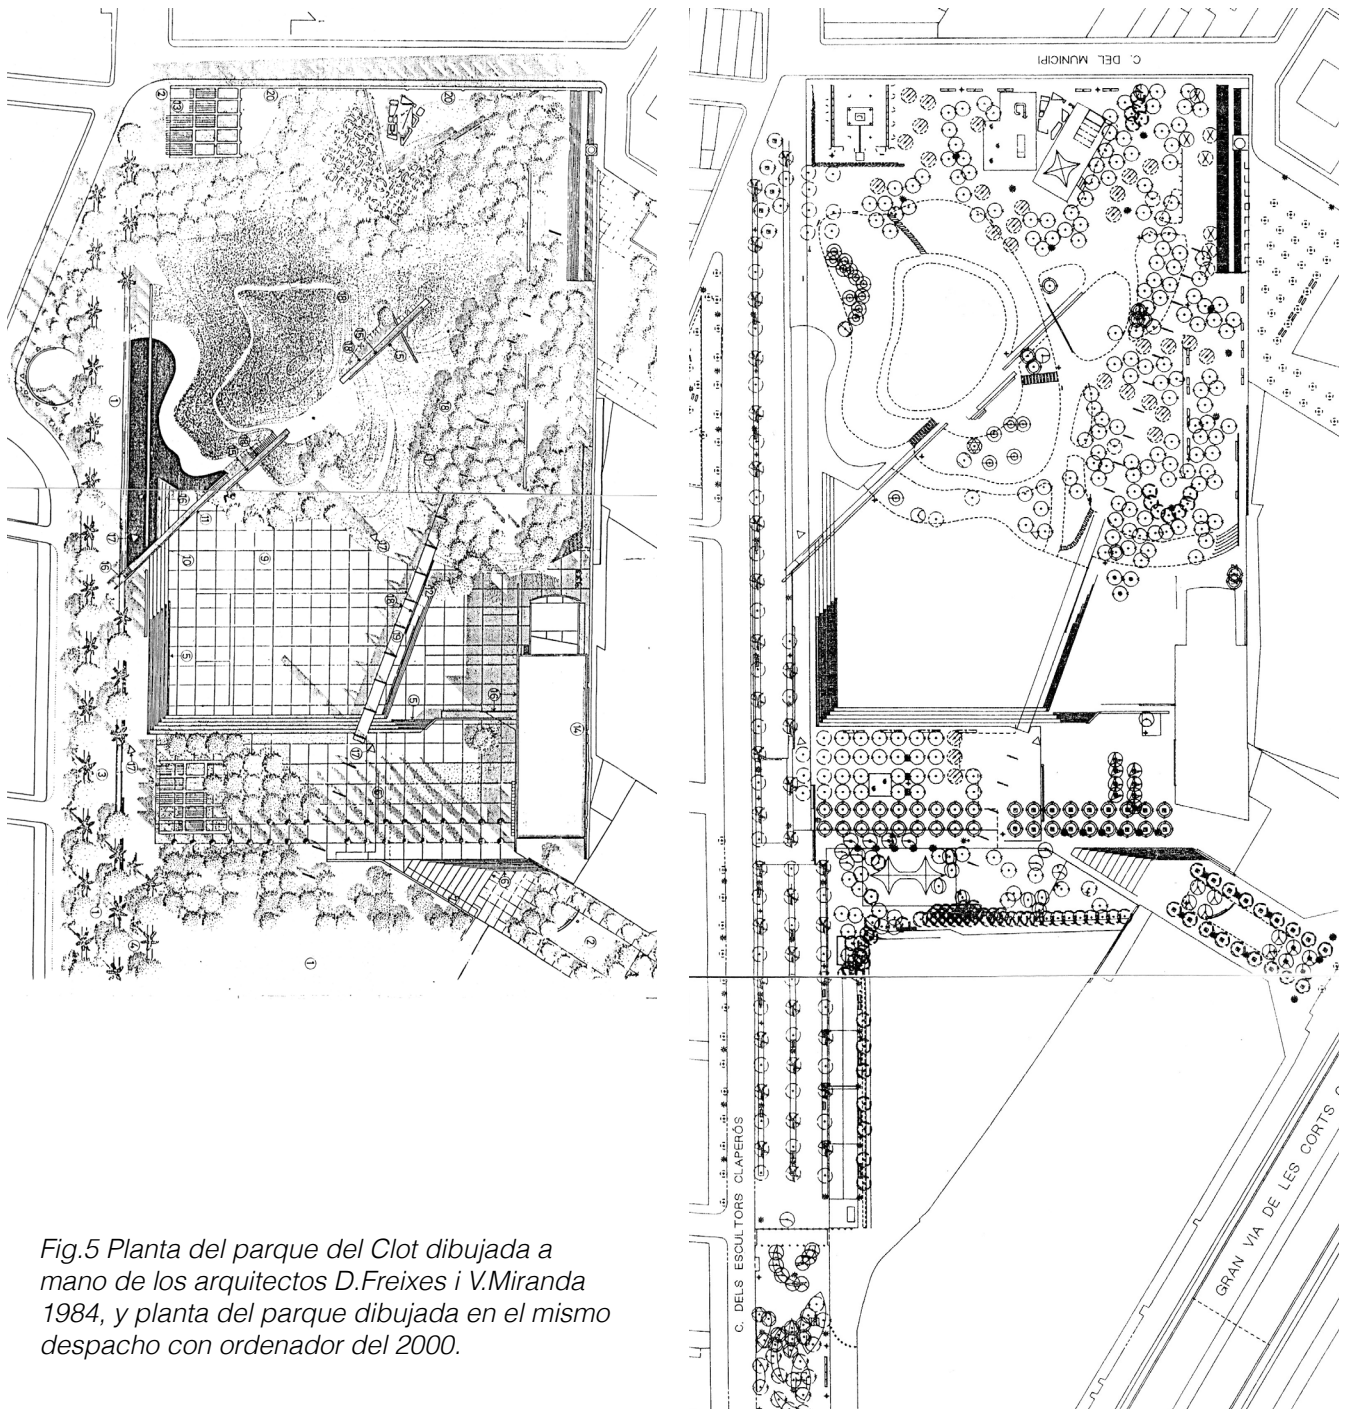 C. DEL MUNICIPI
C. DELS ESCULTORS CLAPERÓS
GRAN VIA DE LES CORTS
Fig.5 Planta del parque del Clot dibujada a
mano de los arquitectos D.Freixes i V.Miranda
1984, y planta del parque dibujada en el mismo
despacho con ordenador del 2000.